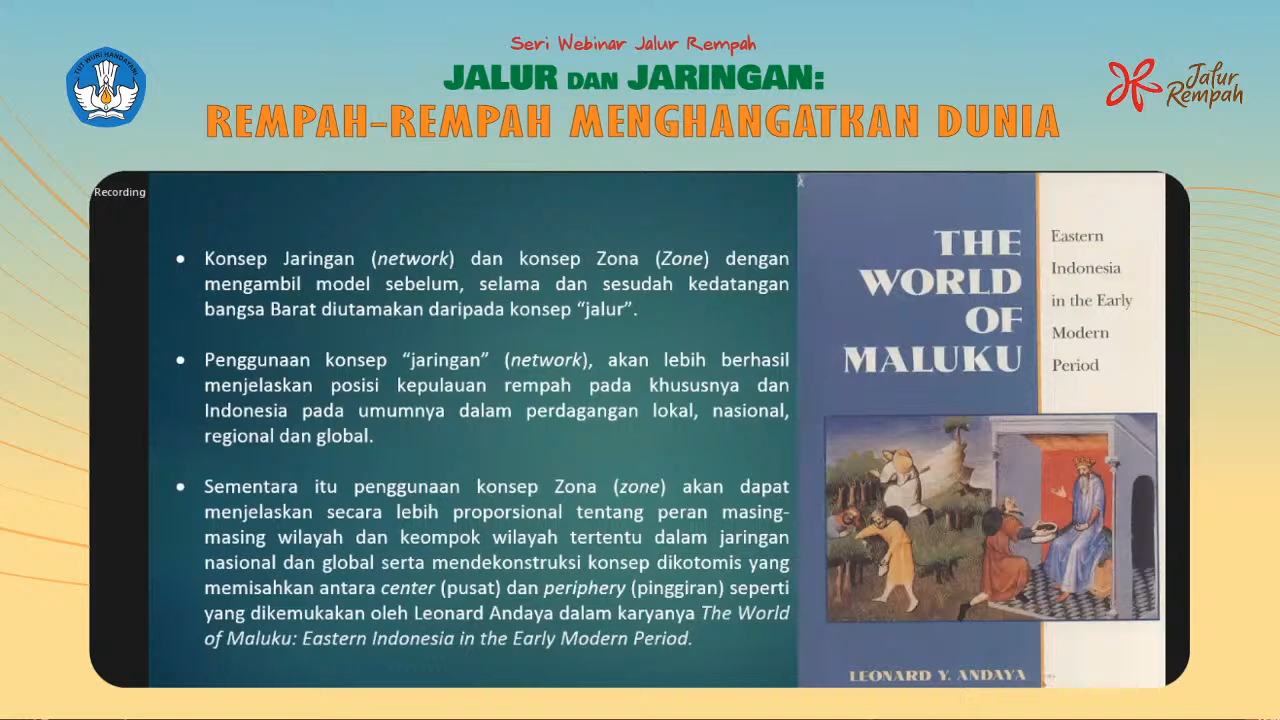 Seri Webinar Jalur Rempah
JALUR DAN JARINGAN:
REMPAH-REMPAH MENGHANGATKAN DUNIA
TUT WURI HANDAYANI
Jalur
Rempah
Recording
• Konsep Jaringan (network) dan konsep Zona (Zone) dengan
mengambil model sebelum, selama dan sesudah kedatangan
bangsa Barat diutamakan daripada konsep “jalur”.
• Penggunaan konsep “jaringan” (network), akan lebih berhasil
menjelaskan posisi kepulauan rempah pada khususnya dan
Indonesia pada umumnya dalam perdagangan lokal, nasional,
regional dan global.
• Sementara itu penggunaan konsep Zona (zone) akan dapat
menjelaskan secara lebih proporsional tentang peran masing-
masing wilayah dan keompok wilayah tertentu dalam jaringan
nasional dan global serta mendekonstruksi konsep dikotomis yang
memisahkan antara center (pusat) dan periphery (pinggiran) seperti
yang dikemukakan oleh Leonard Andaya dalam karyanya The World
of Maluku: Eastern Indonesia in the Early Modern Period.
THE
WORLD
OF
MALUKU
Eastern
Indonesia
in the Early
Modern
Period
LEONARD Y. ANDAYA